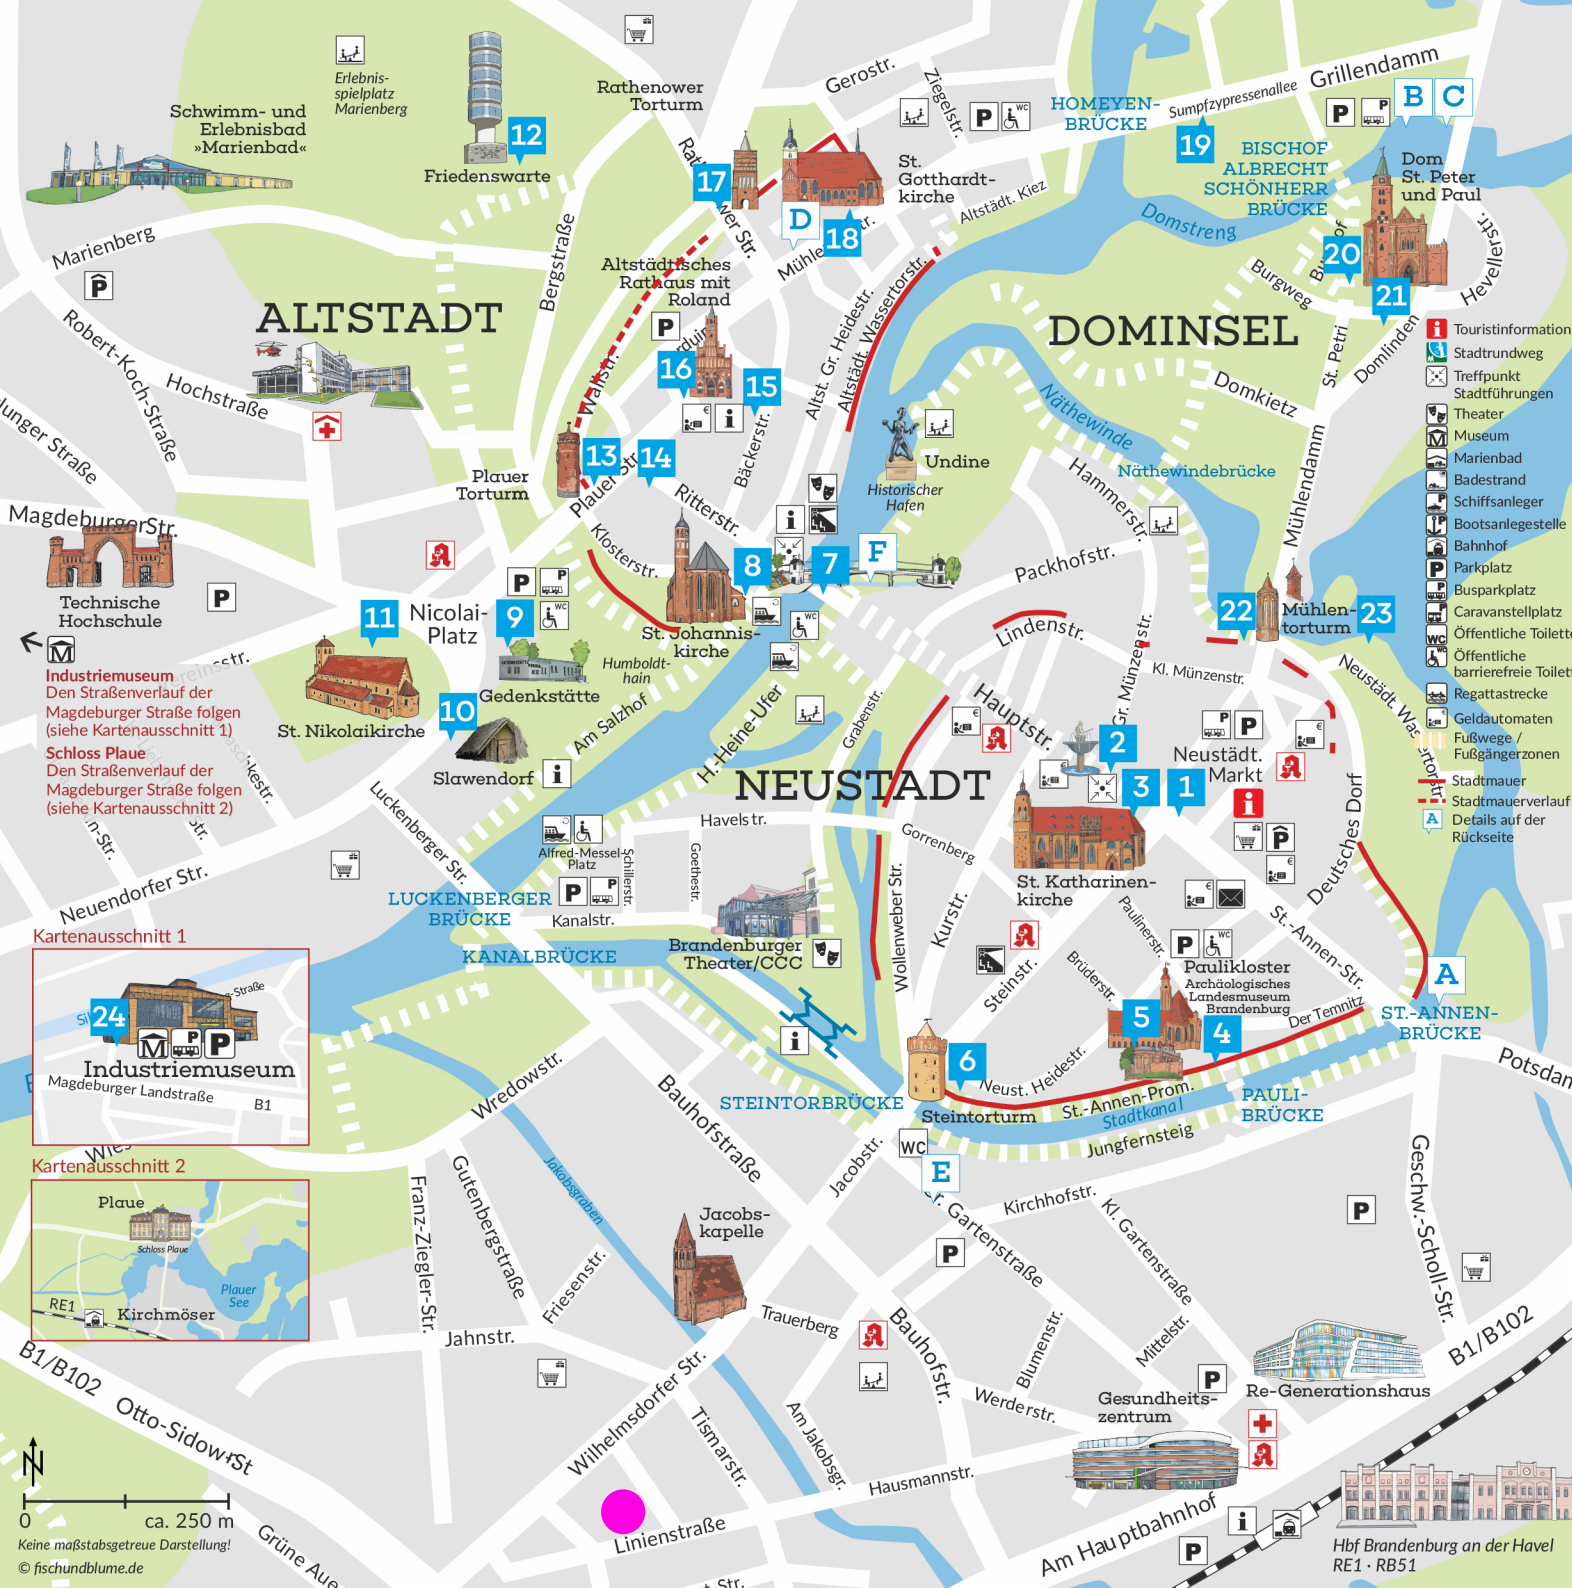 Erlebnis-
spielplatz
Marienberg
Schwimm- und
Erlebnisbad
»Marienbad«
12
Friedenswarte
Rathenower
Torturm
Gerostr.
Ziegelstr.
P
WC
HOMEYEN-
BRÜCKE
Sumpfzypressenallee
Grillendamm
P
P
B
C
19
BISCHOF
ALBRECHT
SCHÖNHERR
BRÜCKE
Dom
St. Peter
und Paul
17
St.
Gotthardt-
kirche
Altstädt. Kiez
Domstreng
D
18
20
21
Burgweg
Hevellerstr.
Marienberg
P
Bergstraße
Altstädtisches
Rathaus mit
Roland
P
16
15
€
i
ALTSTADT
DOMINSEL
Robert-Koch-Straße
Hochstraße
Wallstr.
Bäckerstr.
Altst. Gr. Heidestr.
Altstädt. Wassertorstr.
St. Petri
Domlinden
Domkietz
Näthewinde
Näthewindebrücke
Mühlendamm
Undine
Historischer
Hafen
Hammerstr.
Packhofstr.
Plauer
Torturm
13
14
Plauer Str.
Ritterstr.
Klosterstr.
MagdeburgerStr.
Technische
Hochschule
P
A
P
P
WC
11
Nicolai-
Platz
9
8
7
F
i
WC
St. Johannis-
kirche
Humboldt-
hain
Gedenkstätte
St. Nikolaikirche
10
Slawendorf
i
Am Salzhof
H.-Heine-Ufer
Grabenstr.
Lindenstr.
Hauptstr.
Gr. Münzenstr.
Kl. Münzenstr.
22
Mühlen-
torturm
23
Touristinformation
Stadtrundweg
Treffpunkt
Stadtführungen
Theater
Museum
Marienbad
Badestrand
Schiffsanleger
Bootsanlegestelle
Bahnhof
Parkplatz
Busparkplatz
Caravanstellplatz
Öffentliche Toilette
Öffentliche
barrierefreie Toilett
Regattastrecke
Geldautomaten
Fußwege /
Fußgängerzonen
Stadtmauer
Stadtmauerverlauf
A
Details auf der
Rückseite
Industriemuseum
Den Straßenverlauf der
Magdeburger Straße folgen
(siehe Kartenausschnitt 1)
Schloss Plaue
Den Straßenverlauf der
Magdeburger Straße folgen
(siehe Kartenausschnitt 2)
NEUSTADT
2
3
1
Neustädt.
Markt
P
P
i
P
A
A
St. Katharinen-
kirche
Deutsches Dorf
Luckenberger Str.
Havelstr.
Alfred-Messel-
Platz
P
P
Schillerstr.
Goethestr.
Kanalstr.
LUCKENBERGER
BRÜCKE
KANALBRÜCKE
Brandenburger
Theater/CCC
Gorrenberg
Wollenweber Str.
Kurstr.
Steinstr.
A
Paulinerstr.
Brüderstr.
P
WC
St.-Annen-Str.
Paulikloster
Archäologisches
Landesmuseum
Brandenburg
5
4
Der Temnitz
A
ST.-ANNEN-
BRÜCKE
Potsdam
Neuendorfer Str.
Kartenausschnitt 1
24
Industriemuseum
Magdeburger Landstraße
B1
Kartenausschnitt 2
Plaue
Schloss Plaue
Plauer
See
RE1
Kirchmöser
i
6
Neust. Heidestr.
Steintorturm
STEINTORBRÜCKE
St.-Annen-Prom.
Stadtkanal
Jungfernsteig
PAULI-
BRÜCKE
WC
E
Wredowstr.
Bauhofstraße
Jacobstr.
Kirchhofstr.
Kl. Gartenstraße
Gr. Gartenstraße
P
P
Geschw.-Scholl-Str.
Jakobsgraben
Franz-Ziegler-Str.
Gutenbergstraße
Friesenstr.
Jahnstr.
Jacobs-
kapelle
Trauerberg
A
Bauhofstr.
Blumenstr.
Mittelstr.
Werderstr.
P
Re-Generationshaus
B1/B102
Gesundheits-
zentrum
A
B1/B102
Otto-Sidow-St
Wilhelmsdorfer Str.
Tismarstr.
Am Jakobsgr.
Hausmannstr.
Linienstraße
Am Hauptbahnhof
i
P
Hbf Brandenburg an der Havel
RE1 · RB51
N
0
ca. 250 m
Keine maßstabsgetreue Darstellung!
© fischundblume.de
Grüne Aue